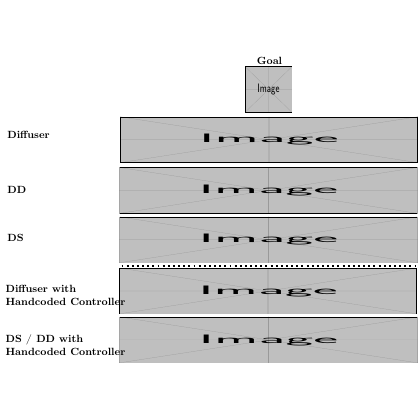 Goal
Image
Diffuser
Image
DD
Image
DS
Image
Diffuser with
Handcoded Controller
Image
DS / DD with
Handcoded Controller
Image